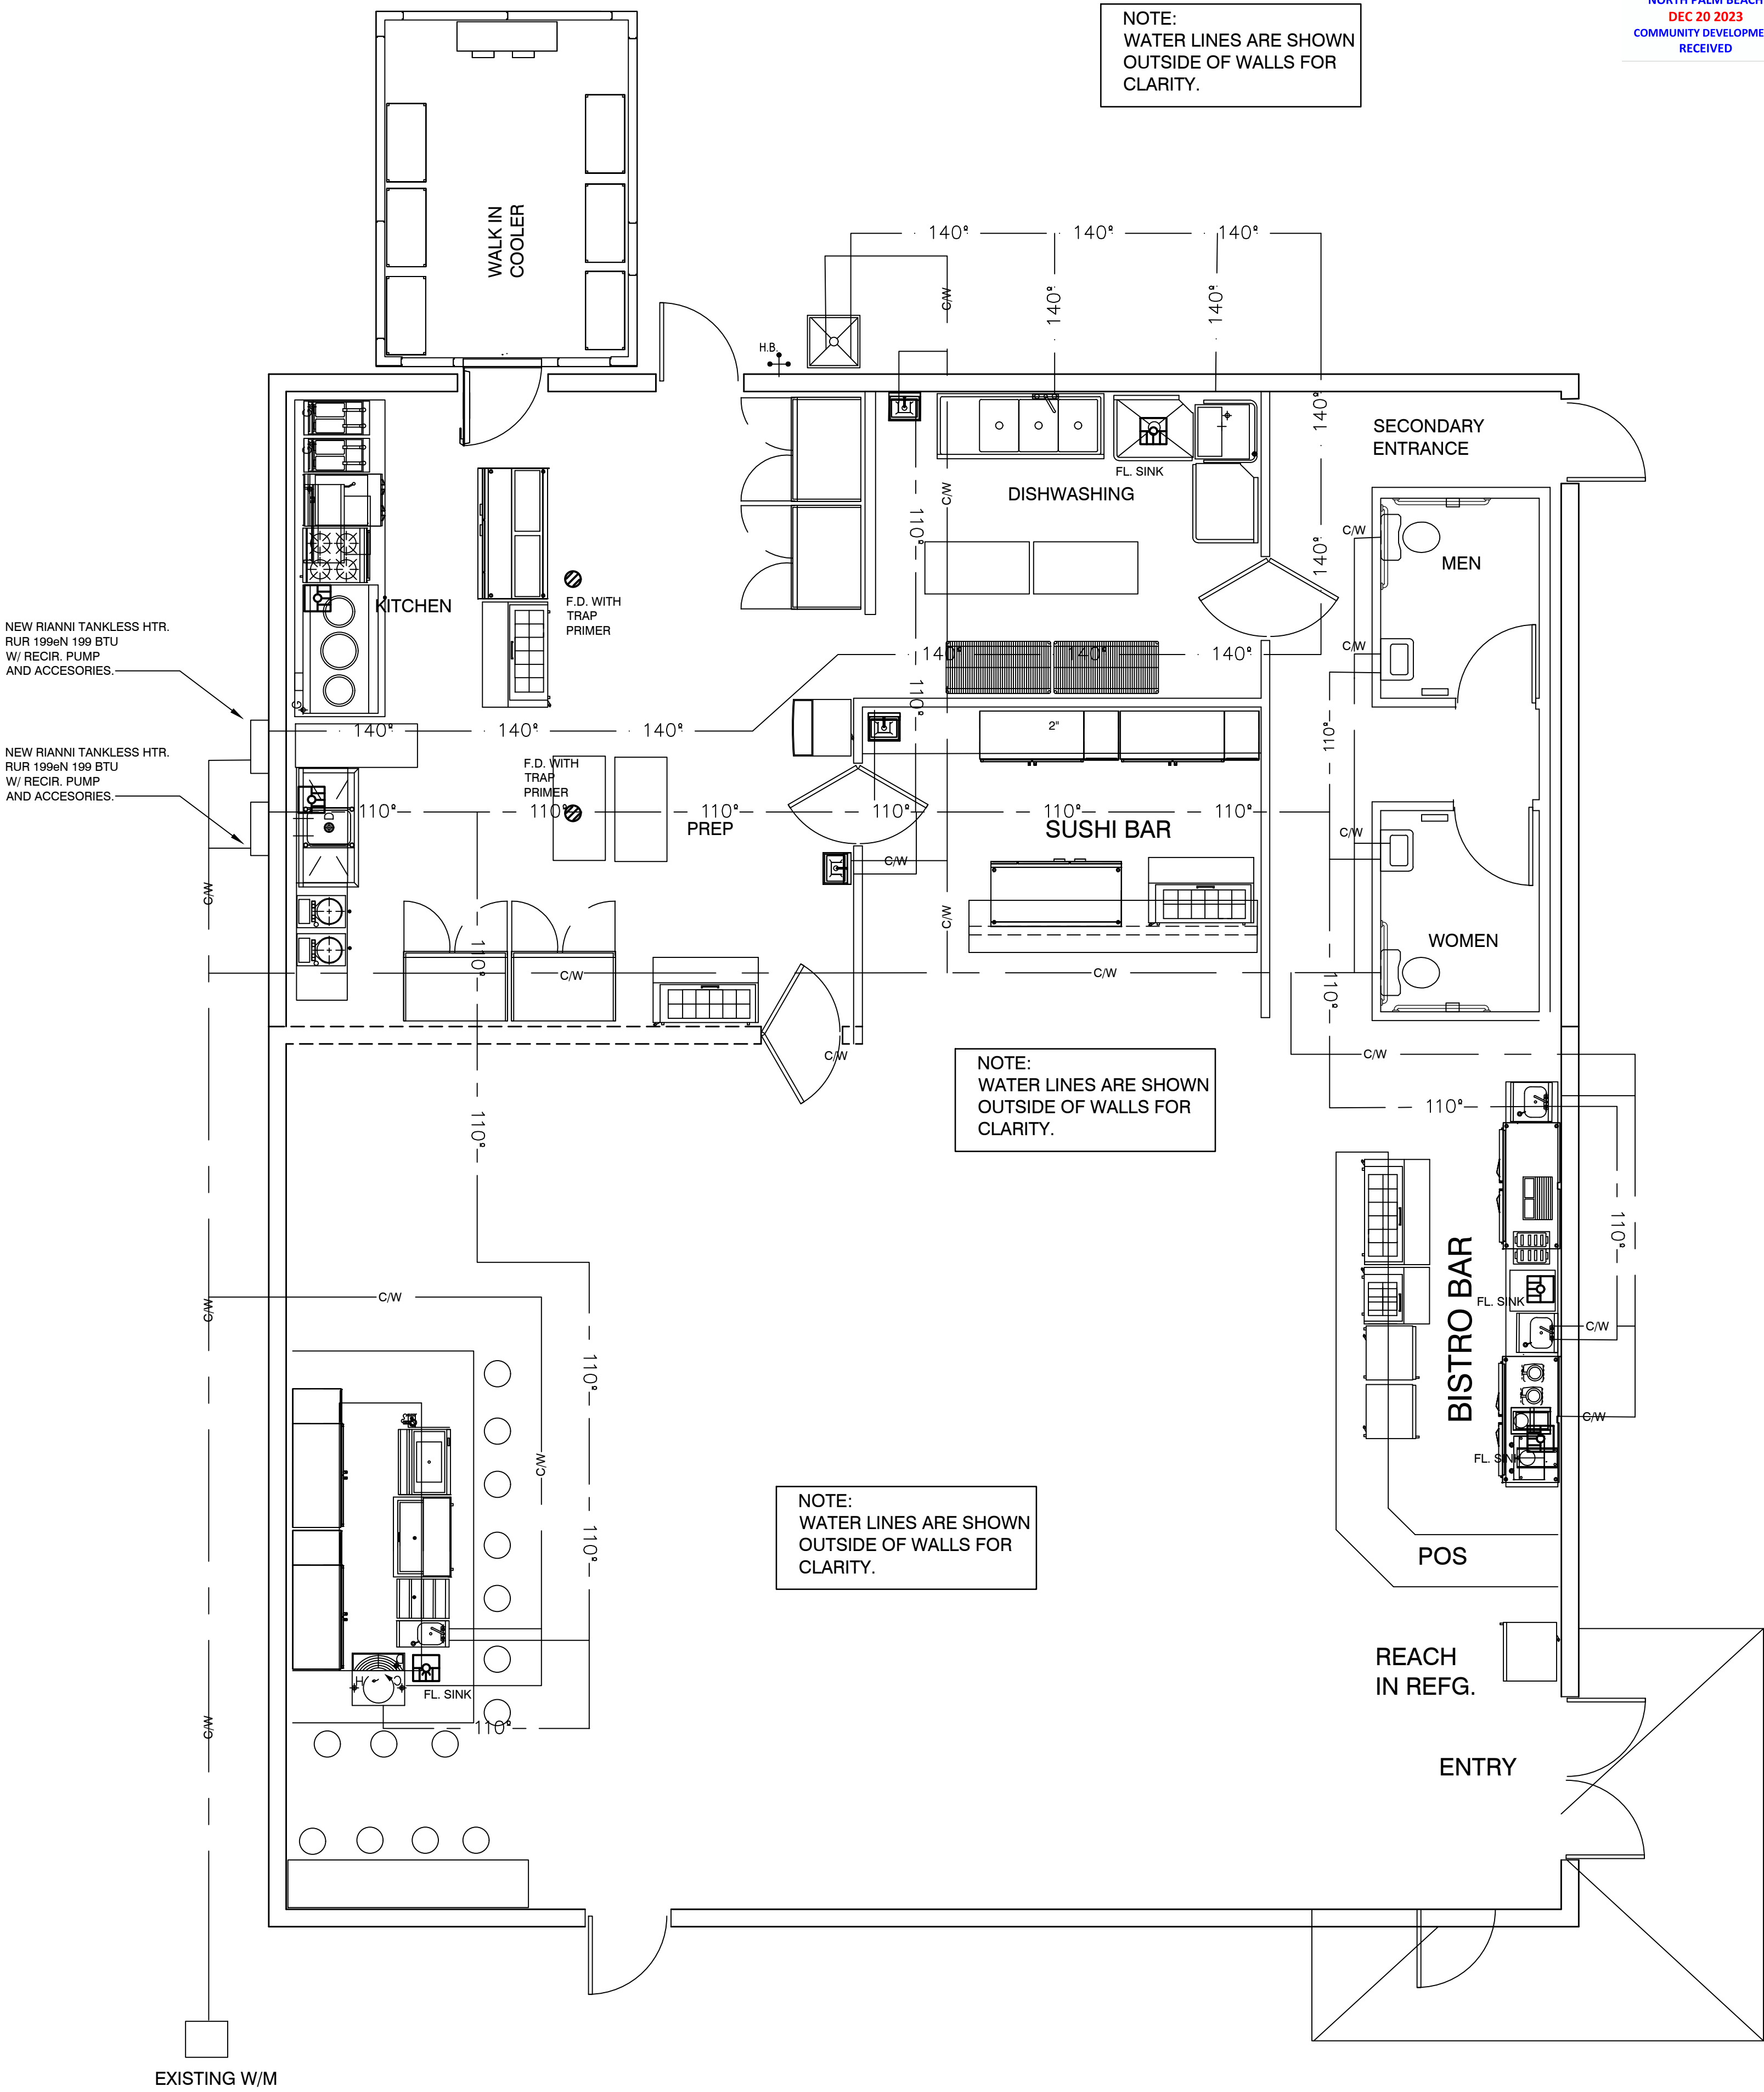 NORTH PALM BEACH
DEC 20 2023
COMMUNITY DEVELOPME
RECEIVED
NOTE:
WATER LINES ARE SHOWN
OUTSIDE OF WALLS FOR
CLARITY.
WALK IN
COOLER
140°
140°
140°
C/W
140°
140°
H.B.
140°
SECONDARY
ENTRANCE
G
G
FL. SINK
DISHWASHING
C/W
110°
C/W
MEN
140°
KITCHEN
F.D. WITH
TRAP
PRIMER
NEW RIANNI TANKLESS HTR.
RUR 199eN 199 BTU
W/ RECIR. PUMP
AND ACCESORIES.
C/W
140°
140°
140°
110°
G
140°
140°
140°
2"
110°
NEW RIANNI TANKLESS HTR.
RUR 199eN 199 BTU
W/ RECIR. PUMP
AND ACCESORIES.
F.D. WITH
TRAP
PRIMER
110°
110°
110°
110°
110°
110°
D
PREP
SUSHI BAR
C/W
C/W
C/W
C/W
WOMEN
110°
C/W
C/W
110°
C/W
C/W
NOTE:
WATER LINES ARE SHOWN
OUTSIDE OF WALLS FOR
CLARITY.
110°
110°
110°
C/W
C/W
BISTRO BAR
FL. SINK
C/W
110°
C/W
C/W
FL. SINK
NOTE:
WATER LINES ARE SHOWN
OUTSIDE OF WALLS FOR
CLARITY.
110°
POS
D
H
C
FL. SINK
110°
C/W
REACH
IN REFG.
ENTRY
EXISTING W/M